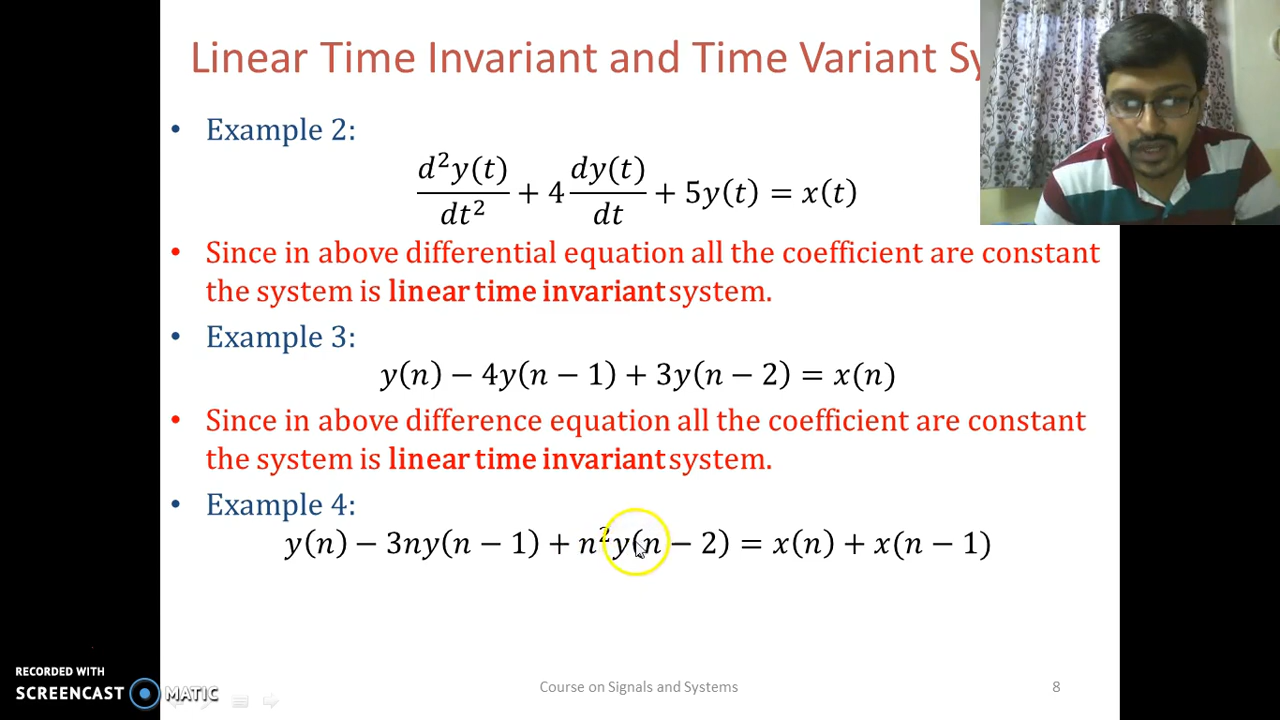 Linear Time Invariant and Time Variant Sy
• Example 2:
d²y(t)/dt² + 4 dy(t)/dt + 5y(t) = x(t)
• Since in above differential equation all the coefficient are constant
the system is linear time invariant system.
• Example 3:
y(n) − 4y(n − 1) + 3y(n − 2) = x(n)
• Since in above difference equation all the coefficient are constant
the system is linear time invariant system.
• Example 4:
y(n) − 3ny(n − 1) + n²y(n − 2) = x(n) + x(n − 1)
RECORDED WITH
SCREENCAST MATIC
Course on Signals and Systems
8